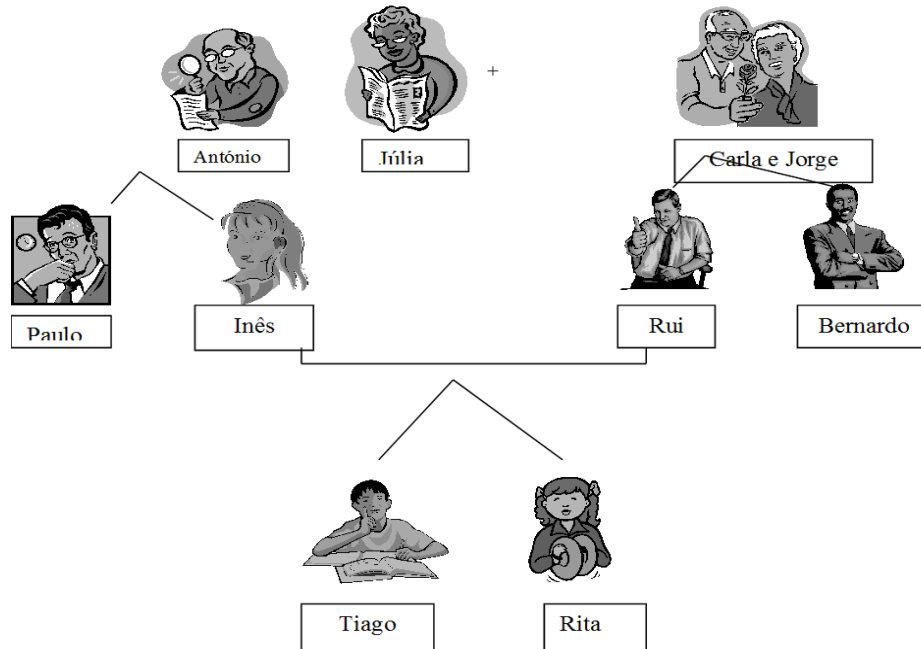 +
António
Júlia
Carla e Jorge
Paulo
Inês
Rui
Bernardo
Tiago
Rita